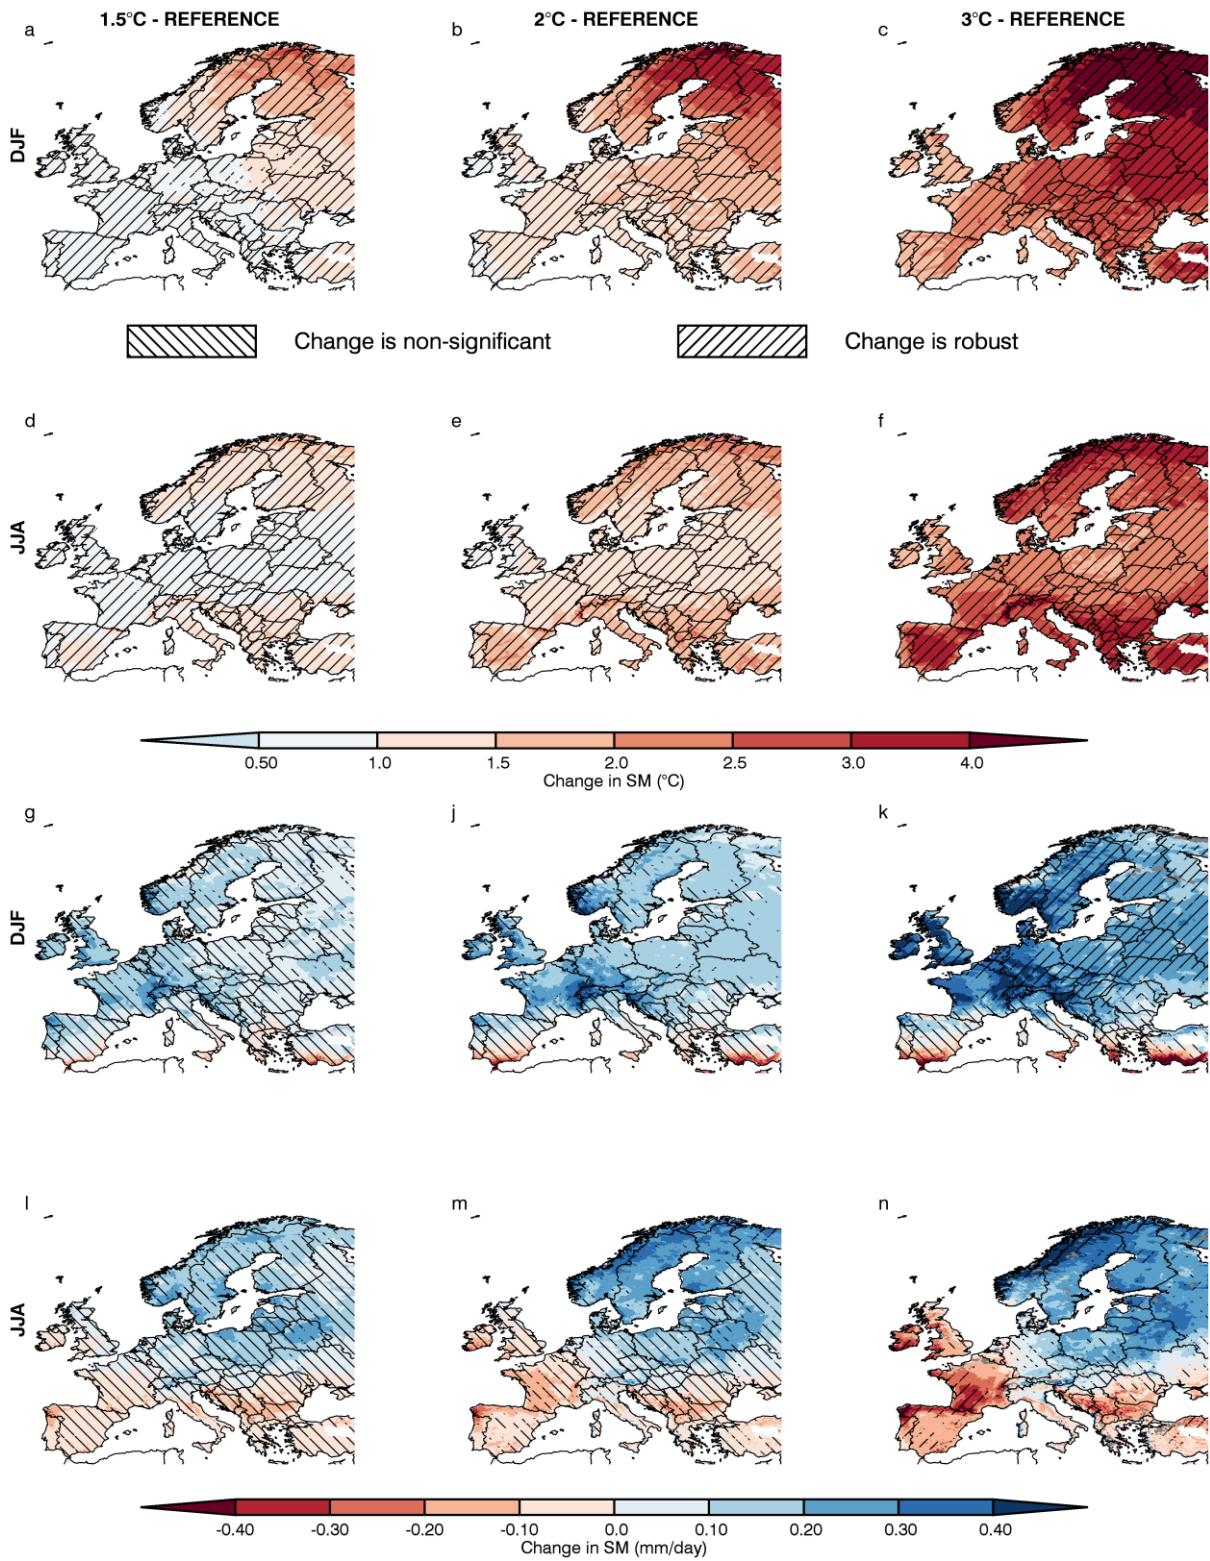 1.5°C - REFERENCE 2°C - REFERENCE 3°C - REFERENCE
a b c
DJF
Change is non-significant Change is robust
d e f
JJA
0.50 1.0 1.5 2.0 2.5 3.0 4.0
Change in SM (°C)
g j k
DJF
l m n
JJA
-0.40 -0.30 -0.20 -0.10 0.0 0.10 0.20 0.30 0.40
Change in SM (mm/day)